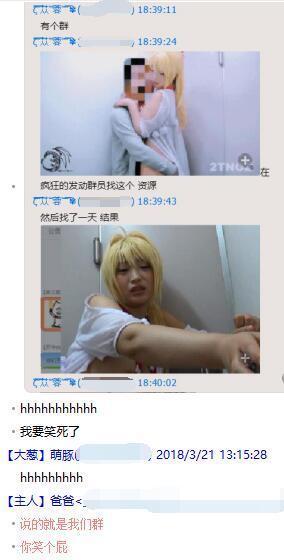 18:39:11
有个群
18:39:24
2TNOZ
在
疯狂的发动群员找这个 资源
18:39:43
然后找了一天 结果
18:40:02
hhhhhhhhhhh
我要笑死了
【大葱】萌豚( ) 2018/3/21 13:15:28
hhhhhhhhh
【主人】爸爸<
说的就是我们群
你笑个屁